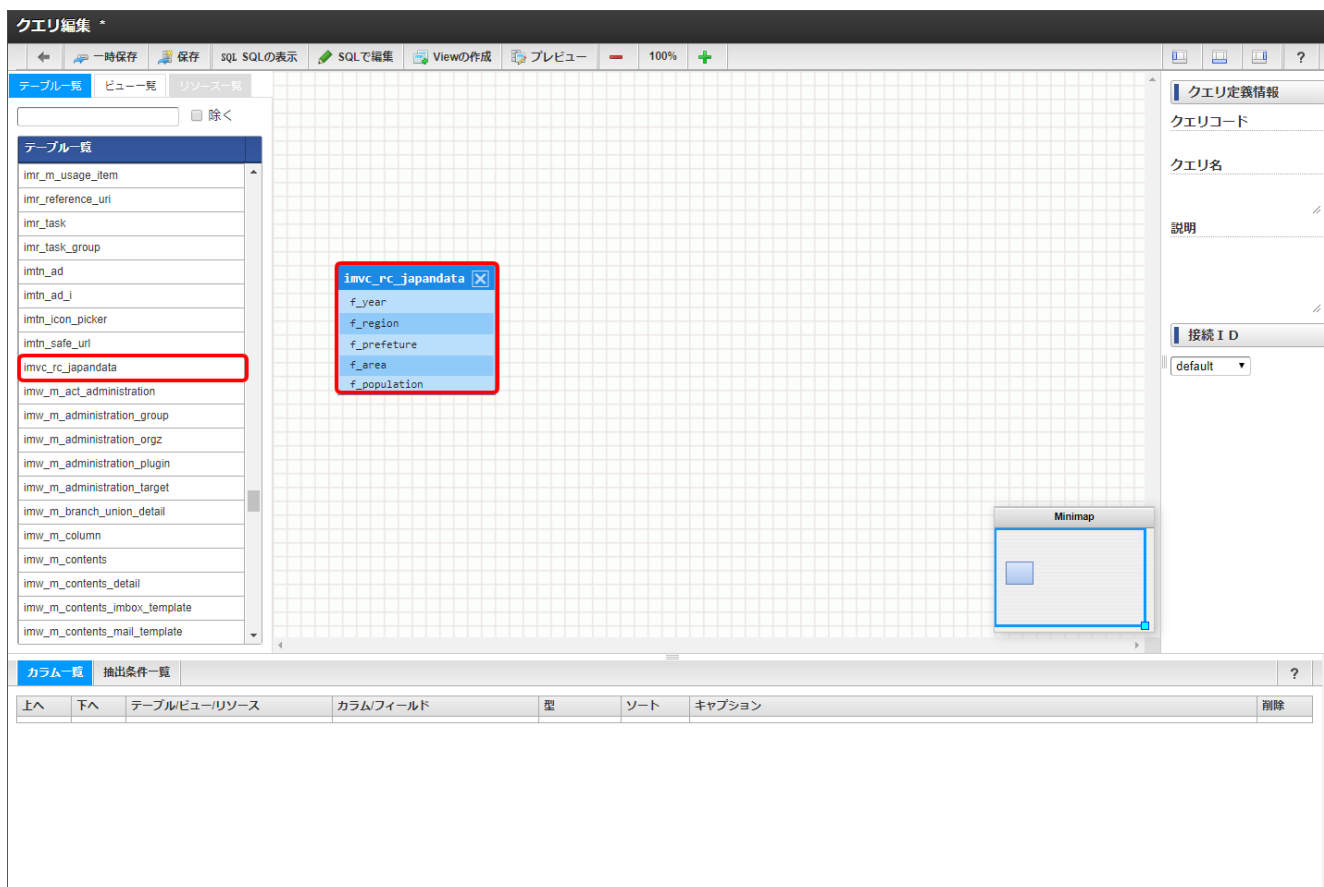 クエリ編集 *
一時保存 保存 SQL SQLの表示 SQLで編集 Viewの作成 プレビュー 100% ?
テーブル一覧 ビュー一覧 リソース一覧
除く
テーブル一覧
imr_m_usage_item
imr_reference_uri
imr_task
imr_task_group
imtn_ad
imtn_ad_i
imtn_icon_picker
imtn_safe_url
imvc_rc_japandata
imw_m_act_administration
imw_m_administration_group
imw_m_administration_orgz
imw_m_administration_plugin
imw_m_administration_target
imw_m_branch_union_detail
imw_m_column
imw_m_contents
imw_m_contents_detail
imw_m_contents_imbox_template
imw_m_contents_mail_template
imvc_rc_japandata
f_year
f_region
f_prefeture
f_area
f_population
Minimap
クエリ定義情報
クエリコード
クエリ名
説明
接続ID
default
カラム一覧 抽出条件一覧 ?
上へ 下へ テーブル/ビュー/リソース カラム/フィールド 型 ソート キャプション 削除